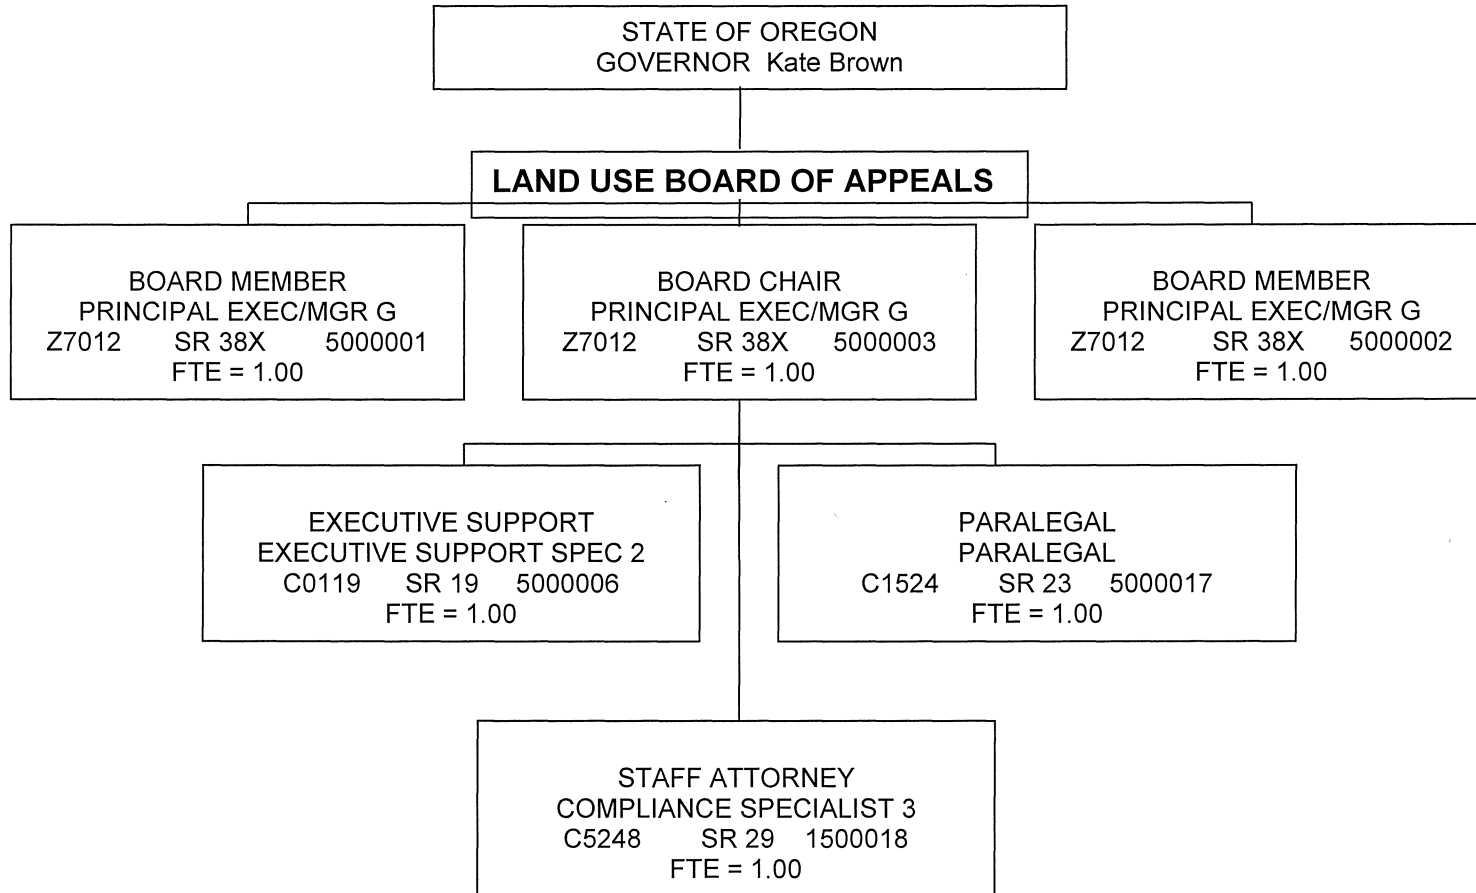 STATE OF OREGON
GOVERNOR Kate Brown
LAND USE BOARD OF APPEALS
BOARD MEMBER
PRINCIPAL EXEC/MGR G
Z7012 SR 38X 5000001
FTE = 1.00
BOARD CHAIR
PRINCIPAL EXEC/MGR G
Z7012 SR 38X 5000003
FTE = 1.00
BOARD MEMBER
PRINCIPAL EXEC/MGR G
Z7012 SR 38X 5000002
FTE = 1.00
EXECUTIVE SUPPORT
EXECUTIVE SUPPORT SPEC 2
C0119 SR 19 5000006
FTE = 1.00
PARALEGAL
PARALEGAL
C1524 SR 23 5000017
FTE = 1.00
STAFF ATTORNEY
COMPLIANCE SPECIALIST 3
C5248 SR 29 1500018
FTE = 1.00